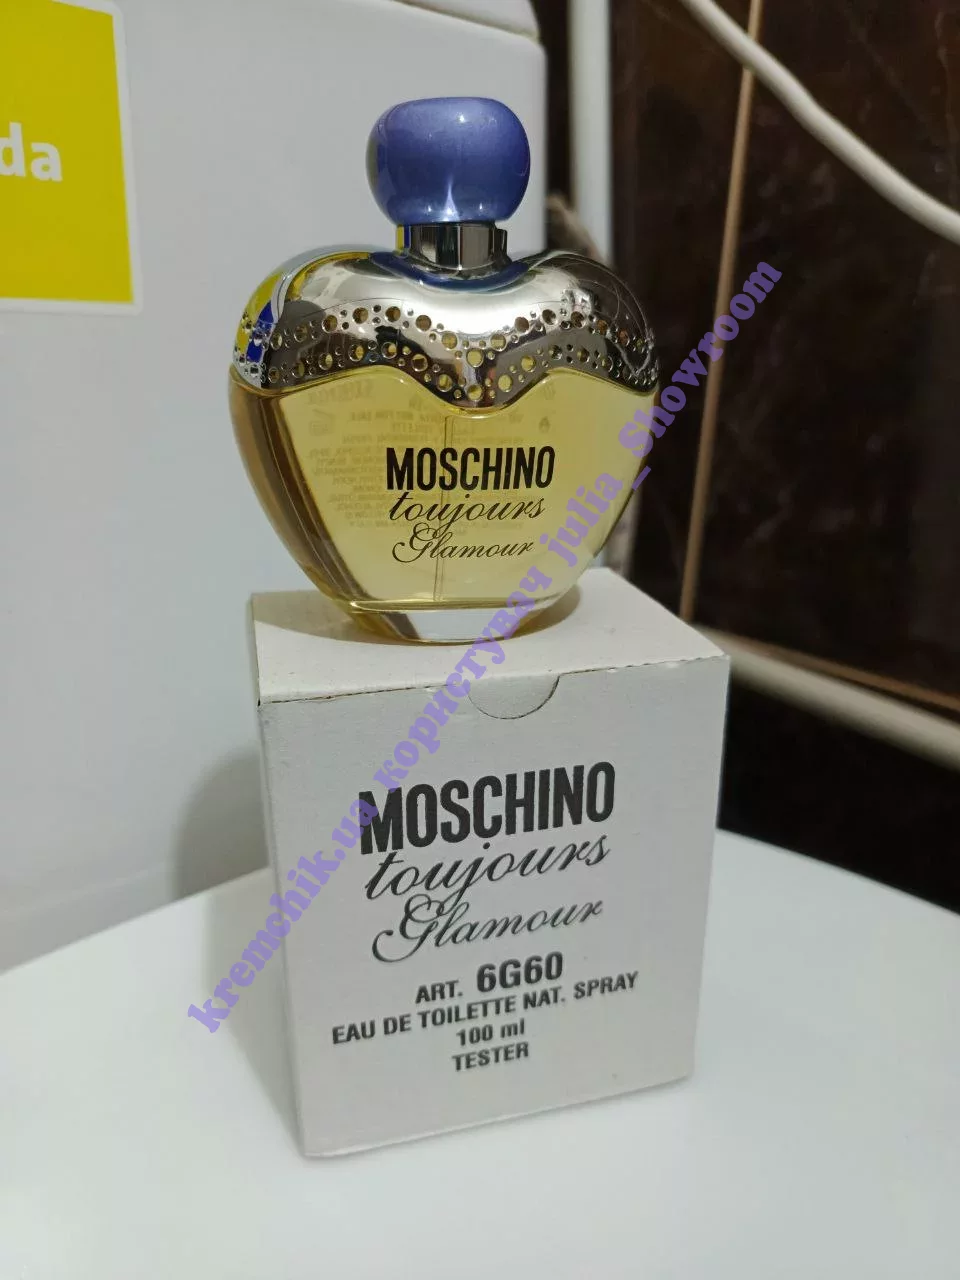 da
MOSCHINO
toujours
Glamour
MOSCHINO
toujours
Glamour
ART. 6G60
EAU DE TOILETTE NAT. SPRAY
100 ml
TESTER
kremchik.ua користувач julia_Showroom